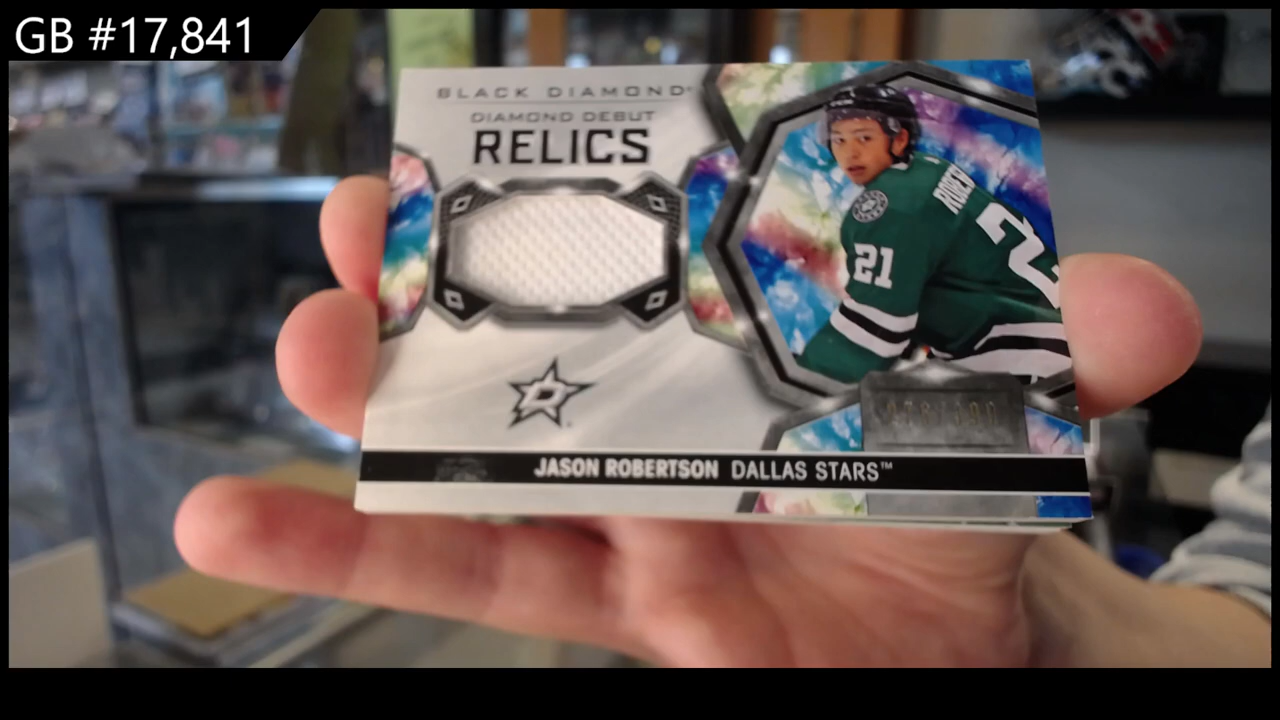 GB #17,841
BLACK DIAMOND
DIAMOND DEBUT
RELICS
21
JASON ROBERTSON DALLAS STARS™